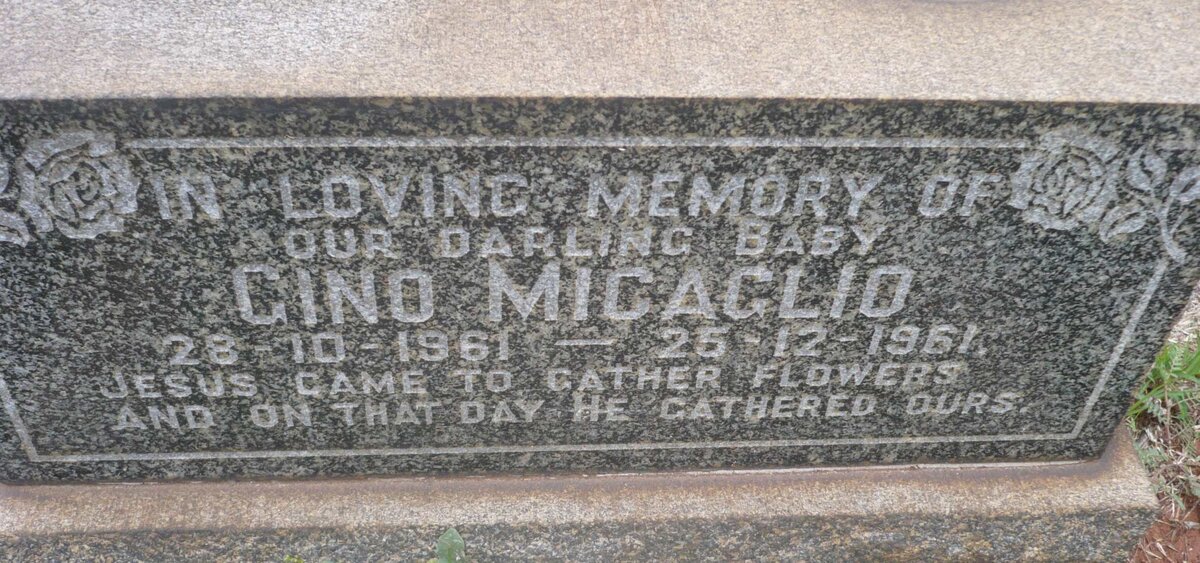 IN LOVING MEMORY OF
OUR DARLING BABY
GINO MIGAGLIO
28-10-1961 — 25-12-1961.
JESUS CAME TO GATHER FLOWERS
AND ON THAT DAY HE GATHERED OURS.